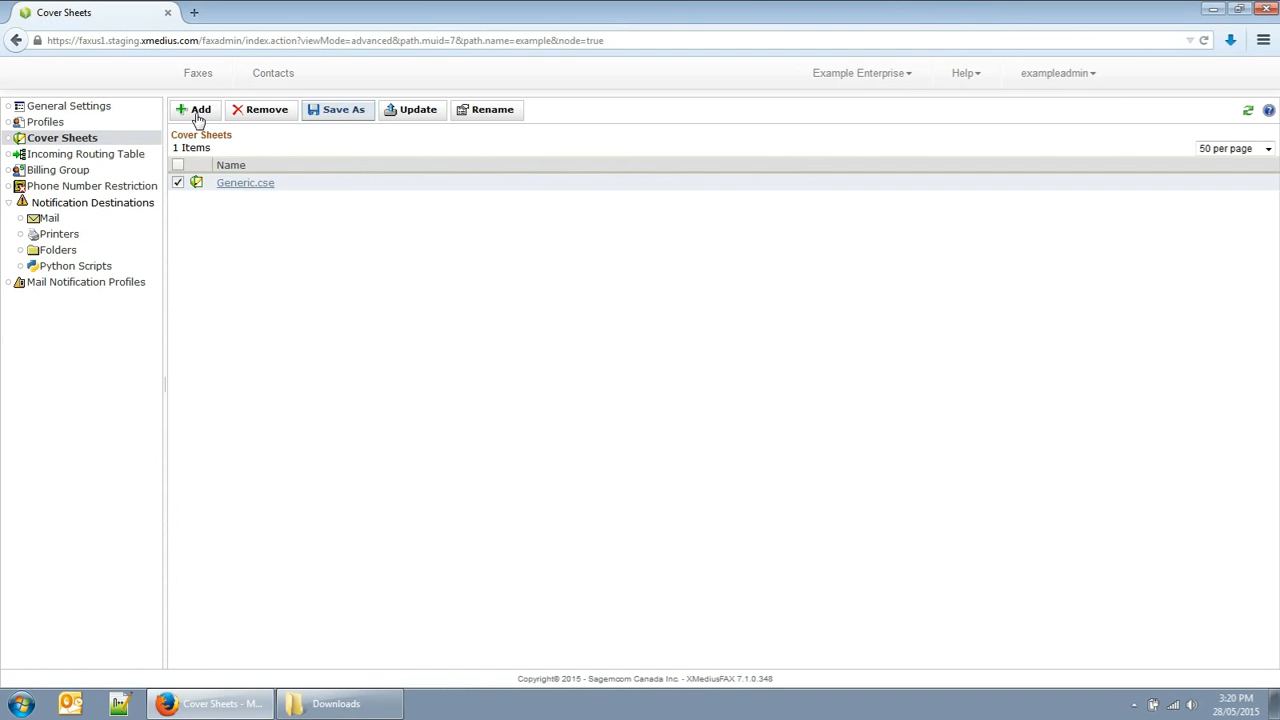 Cover Sheets
https://faxus1.staging.xmedius.com/faxadmin/index.action?viewMode=advanced&path.muid=7&path.name=example&node=true
Faxes Contacts Example Enterprise Help exampleadmin
General Settings
Profiles
Cover Sheets
Incoming Routing Table
Billing Group
Phone Number Restriction
Notification Destinations
Mail
Printers
Folders
Python Scripts
Mail Notification Profiles
Add Remove Save As Update Rename
Cover Sheets
1 Items
50 per page
Name
Generic.cse
Copyright© 2015 - Sagemcom Canada Inc. - XMediusFAX 7.1.0.348
Cover Sheets - M... Downloads
3:20 PM
28/05/2015